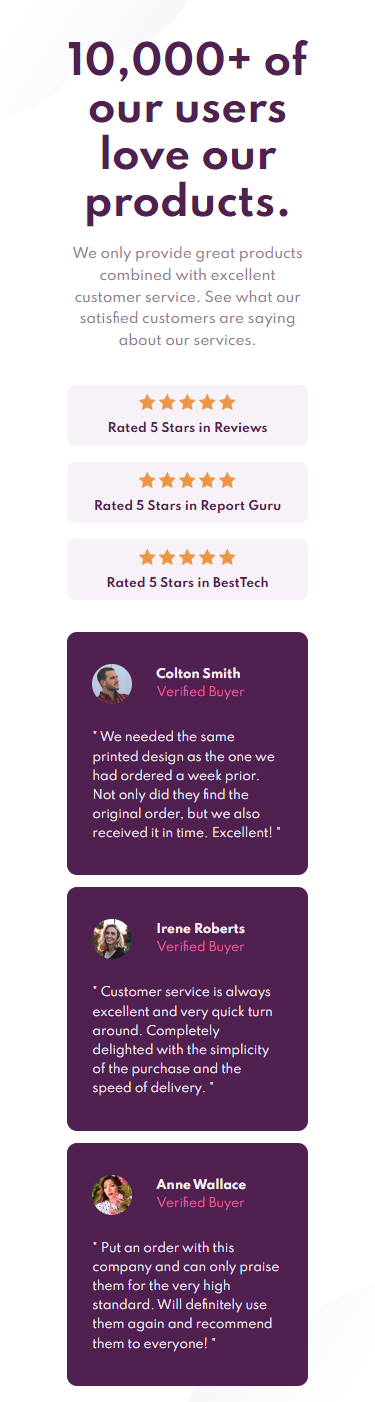 10,000+ of
our users
love our
products.
We only provide great products
combined with excellent
customer service. See what our
satisfied customers are saying
about our services.
Rated 5 Stars in Reviews
Rated 5 Stars in Report Guru
Rated 5 Stars in BestTech
Colton Smith
Verified Buyer
" We needed the same
printed design as the one we
had ordered a week prior.
Not only did they find the
original order, but we also
received it in time. Excellent! "
Irene Roberts
Verified Buyer
" Customer service is always
excellent and very quick turn
around. Completely
delighted with the simplicity
of the purchase and the
speed of delivery. "
Anne Wallace
Verified Buyer
" Put an order with this
company and can only praise
them for the very high
standard. Will definitely use
them again and recommend
them to everyone! "